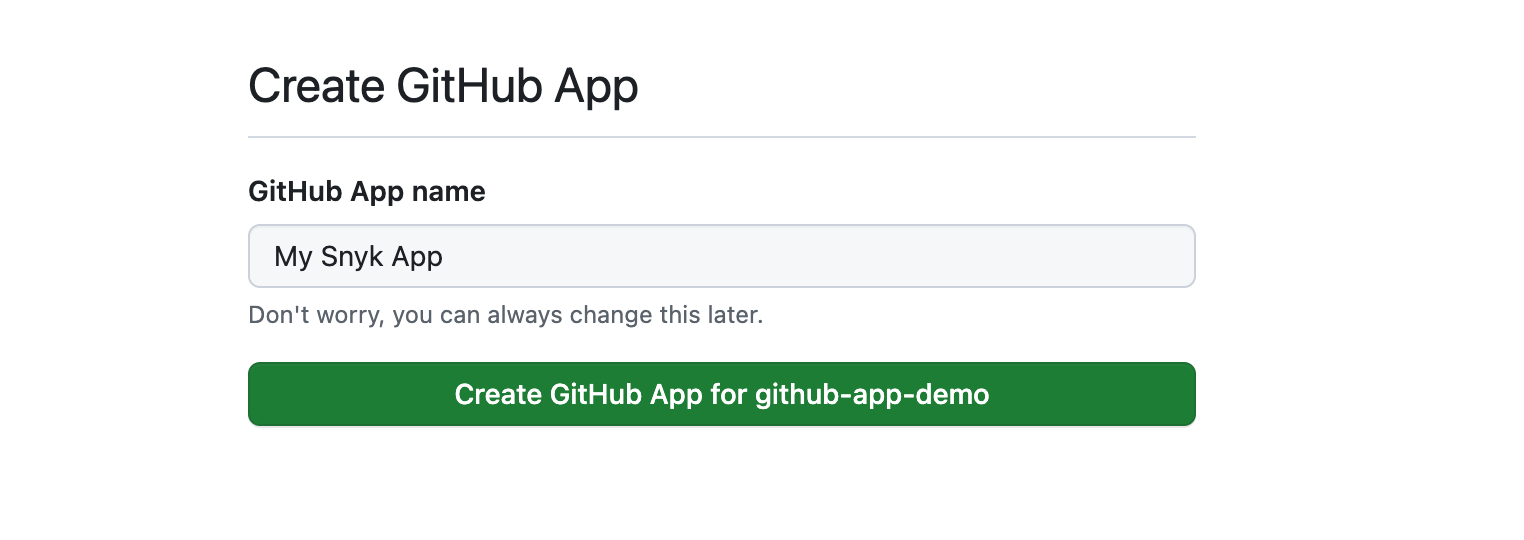 Create GitHub App
GitHub App name
My Snyk App
Don't worry, you can always change this later.
Create GitHub App for github-app-demo